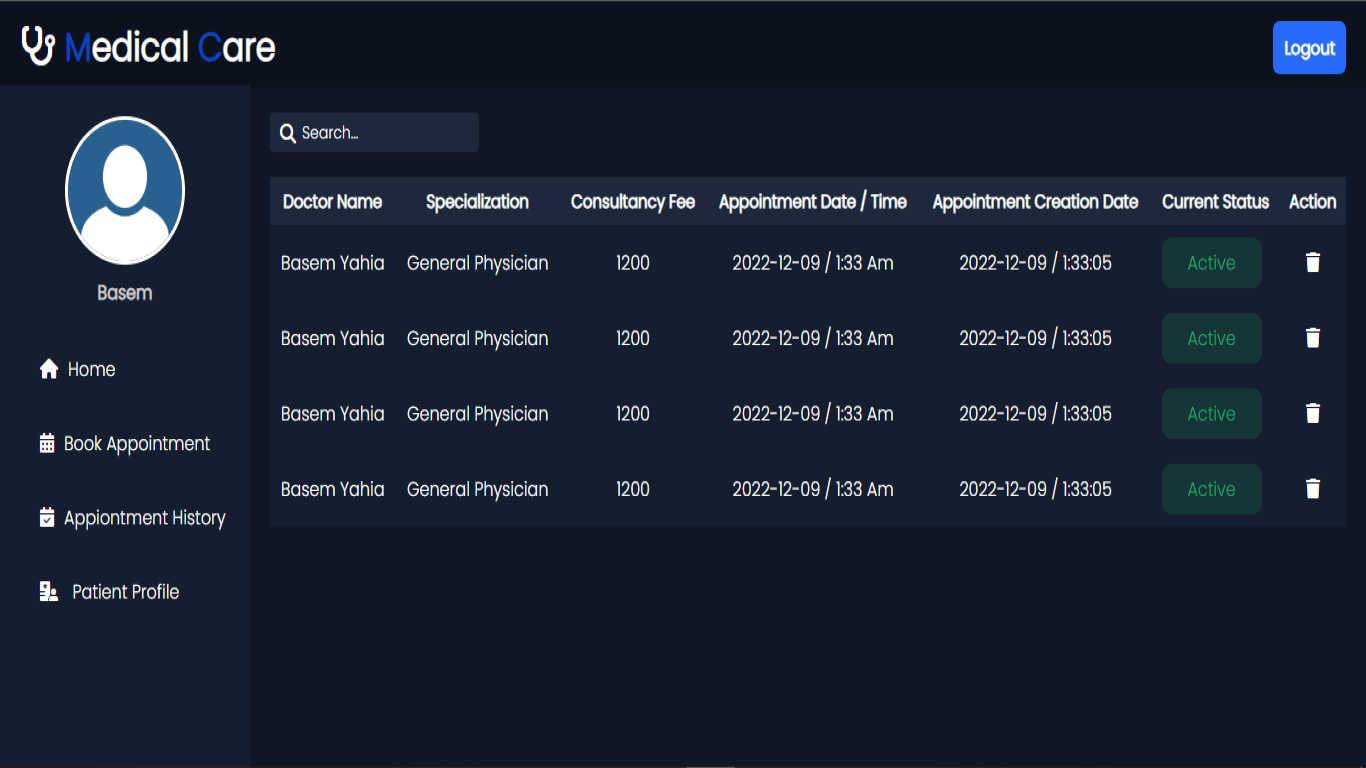 Medical Care
Logout
Basem
Home
Book Appointment
Appiontment History
Patient Profile
Search...
Doctor Name Specialization Consultancy Fee Appointment Date / Time Appointment Creation Date Current Status Action
Basem Yahia General Physician 1200 2022-12-09 / 1:33 Am 2022-12-09 / 1:33:05 Active
Basem Yahia General Physician 1200 2022-12-09 / 1:33 Am 2022-12-09 / 1:33:05 Active
Basem Yahia General Physician 1200 2022-12-09 / 1:33 Am 2022-12-09 / 1:33:05 Active
Basem Yahia General Physician 1200 2022-12-09 / 1:33 Am 2022-12-09 / 1:33:05 Active